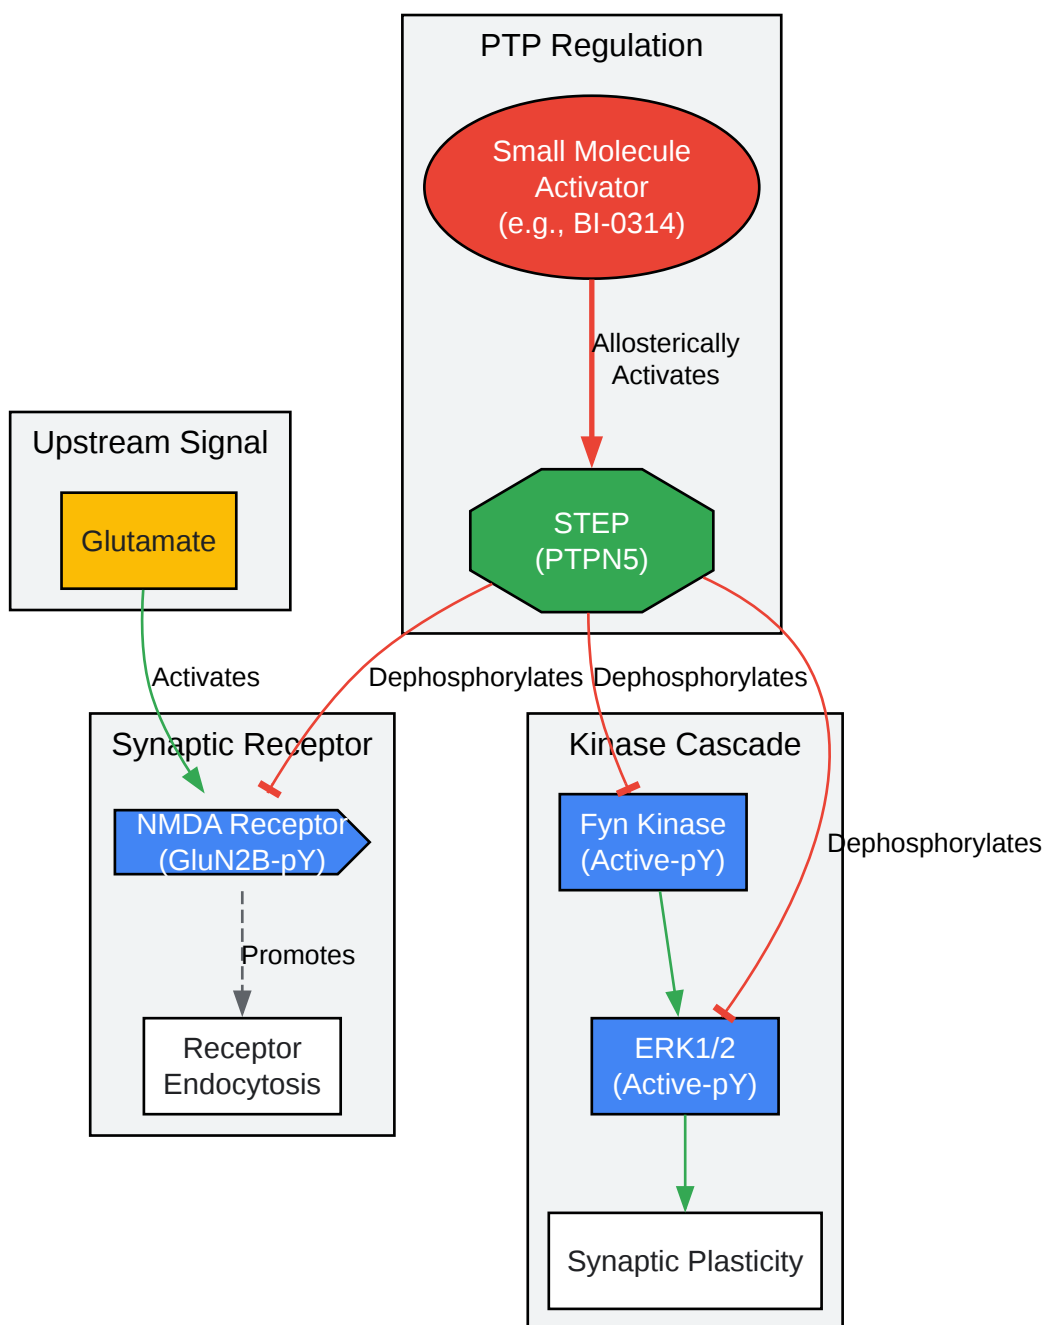 PTP Regulation
Small Molecule
Activator
(e.g., BI-0314)
Allosterically
Activates
Upstream Signal
Glutamate
STEP
(PTPN5)
Activates
Dephosphorylates
Dephosphorylates
Synaptic Receptor
Kinase Cascade
NMDA Receptor
(GluN2B-pY)
Fyn Kinase
(Active-pY)
Dephosphorylates
Promotes
Receptor
Endocytosis
ERK1/2
(Active-pY)
Synaptic Plasticity